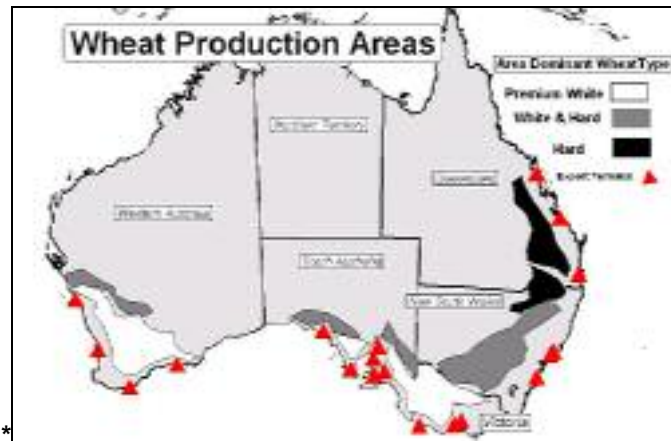 Wheat Production Areas
Area Dominant Wheat Type
Premium White
White & Hard
Hard
Export Terminals
Northern Territory
Queensland
Western Australia
South Australia
New South Wales
Victoria
*